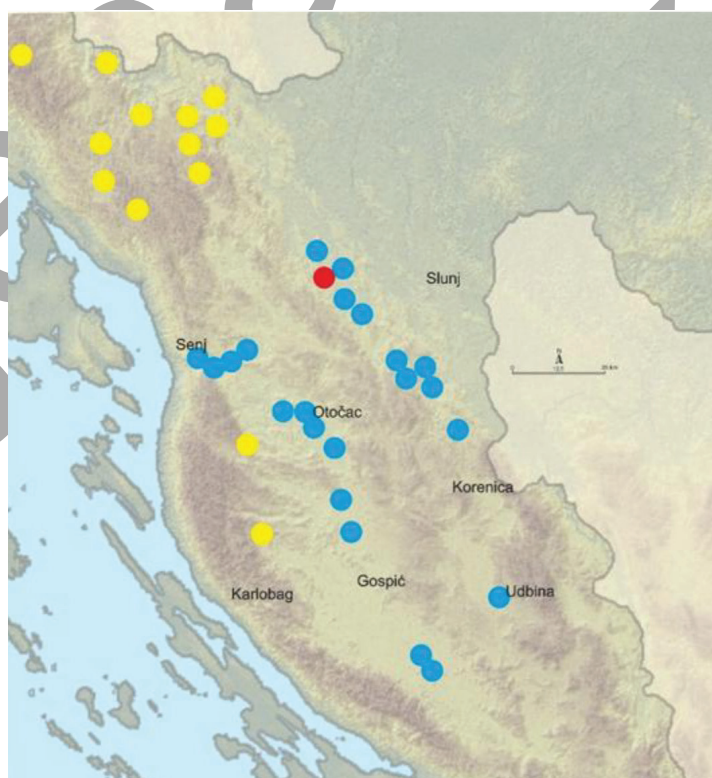 Slunj
Senj
N
Otočac
Korenica
Gospić
Karlobag
Udbina